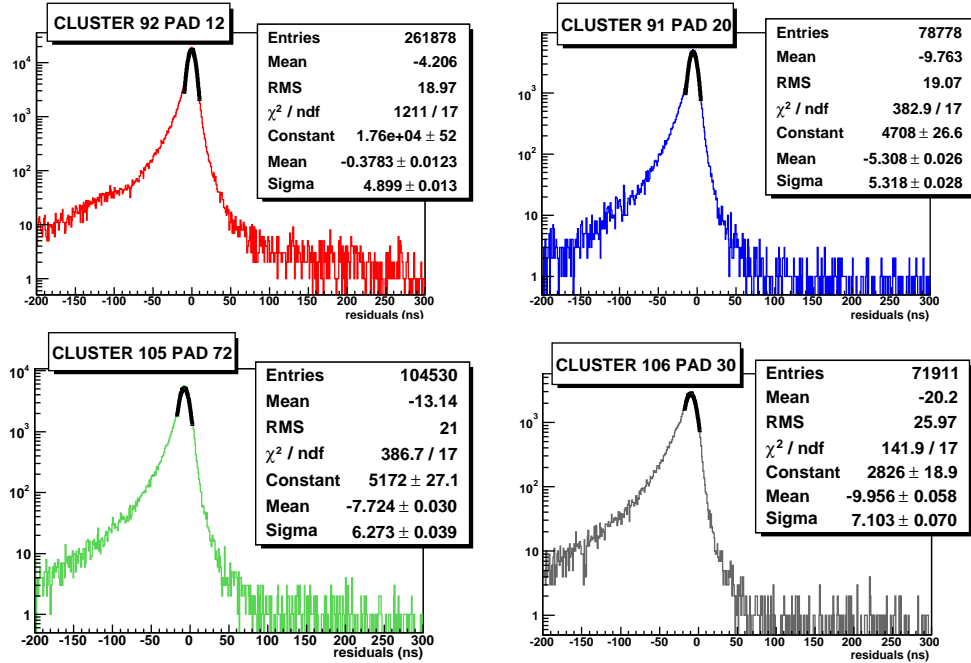 CLUSTER 92 PAD 12
Entries 261878
Mean -4.206
RMS 18.97
χ² / ndf 1211 / 17
Constant 1.76e+04 ± 52
Mean -0.3783 ± 0.0123
Sigma 4.899 ± 0.013
10⁴
10³
10²
10
1
-200 -150 -100 -50 0 50 100 150 200 250 300
residuals (ns)
CLUSTER 91 PAD 20
Entries 78778
Mean -9.763
RMS 19.07
χ² / ndf 382.9 / 17
Constant 4708 ± 26.6
Mean -5.308 ± 0.026
Sigma 5.318 ± 0.028
10³
10²
10
1
-200 -150 -100 -50 0 50 100 150 200 250 300
residuals (ns)
CLUSTER 105 PAD 72
Entries 104530
Mean -13.14
RMS 21
χ² / ndf 386.7 / 17
Constant 5172 ± 27.1
Mean -7.724 ± 0.030
Sigma 6.273 ± 0.039
10⁴
10³
10²
10
1
-200 -150 -100 -50 0 50 100 150 200 250 300
residuals (ns)
CLUSTER 106 PAD 30
Entries 71911
Mean -20.2
RMS 25.97
χ² / ndf 141.9 / 17
Constant 2826 ± 18.9
Mean -9.956 ± 0.058
Sigma 7.103 ± 0.070
10³
10²
10
1
-200 -150 -100 -50 0 50 100 150 200 250 300
residuals (ns)